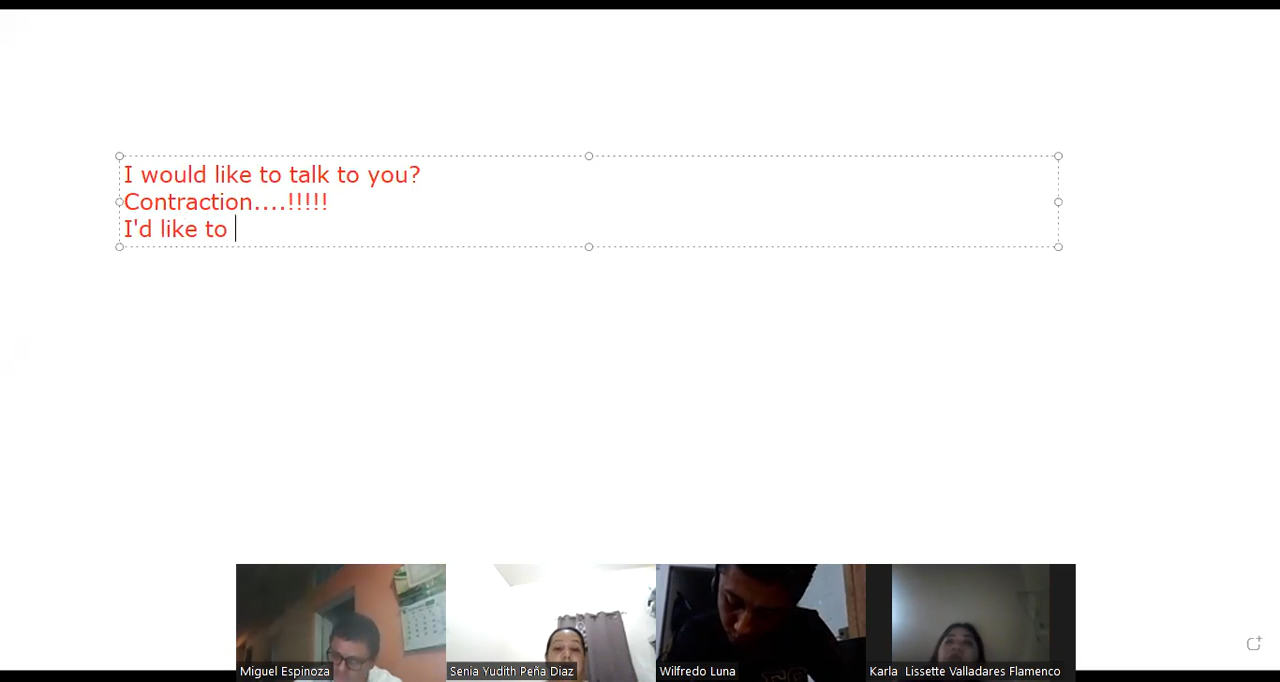 I would like to talk to you?
Contraction....!!!!!
I'd like to
Miguel Espinoza
Senia Yudith Peña Diaz
Wilfredo Luna
Karla Lissette Valladares Flamenco